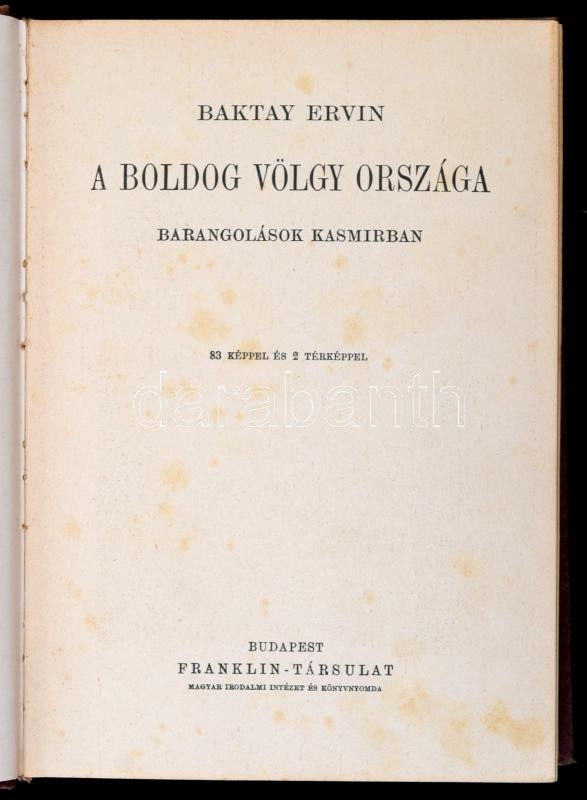 BAKTAY ERVIN
A BOLDOG VÖLGY ORSZÁGA
BARANGOLÁSOK KASMIRBAN
83 KÉPPEL ÉS 2 TÉRKÉPPEL
darabanth
BUDAPEST
FRANKLIN-TÁRSULAT
MAGYAR IRODALMI INTÉZET ÉS KÖNYVNYOMDA